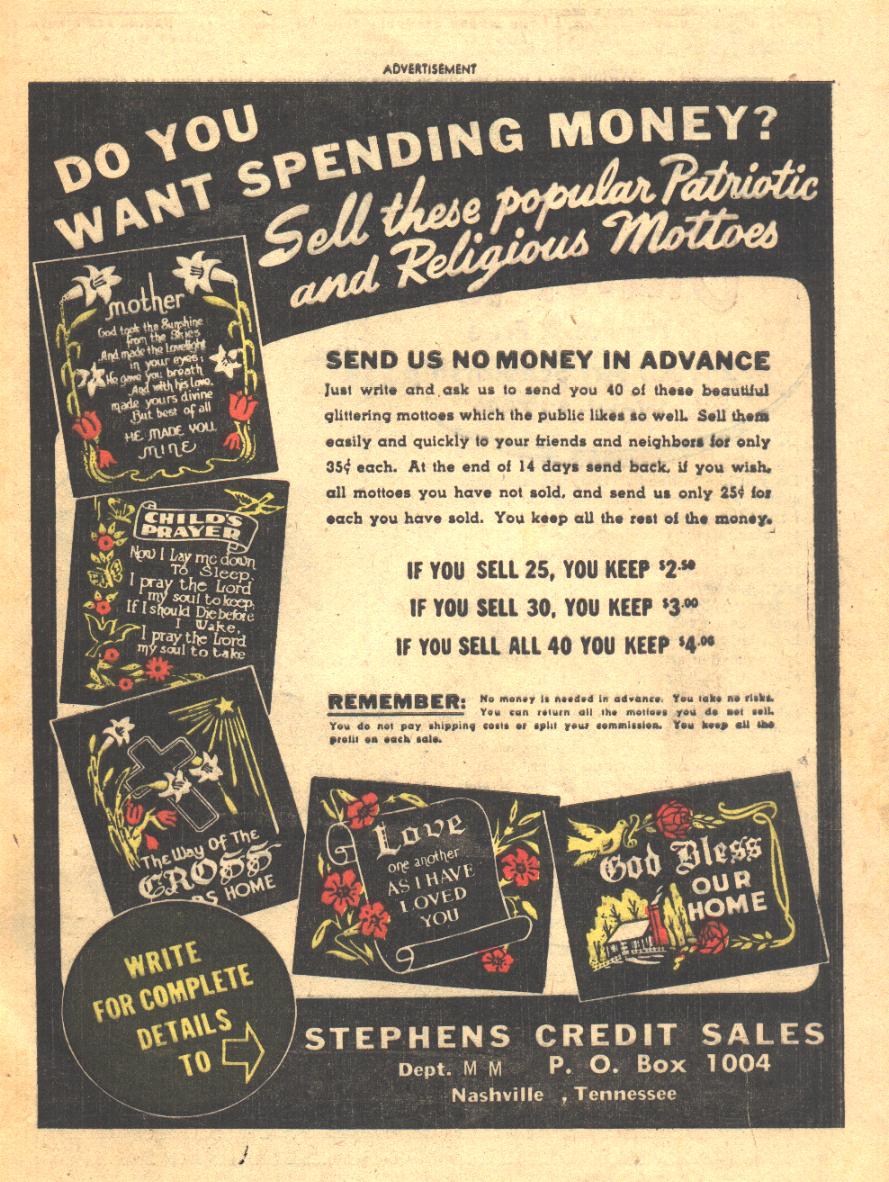 ADVERTISEMENT
DO YOU
WANT SPENDING MONEY?
Sell these popular Patriotic
and Religious Mottoes
mother
God took the Sunshine
from the Skies
And made the Lovelight
in your eyes;
He gave you breath
And with his Love,
made yours divine
But best of all
HE MADE YOU
MINE
CHILD'S
PRAYER
Now I Lay me down
To Sleep,
I pray the Lord
my soul to keep,
If I should Die before
I Wake,
I pray the Lord
my soul to take
The Way Of The
CROSS
HOME
SEND US NO MONEY IN ADVANCE
Just write and ask us to send you 40 of these beautiful
glittering mottoes which the public likes so well. Sell them
easily and quickly to your friends and neighbors for only
35¢ each. At the end of 14 days send back, if you wish,
all mottoes you have not sold, and send us only 25¢ for
each you have sold. You keep all the rest of the money.
IF YOU SELL 25, YOU KEEP $2.50
IF YOU SELL 30, YOU KEEP $3.00
IF YOU SELL ALL 40 YOU KEEP $4.00
REMEMBER: No money is needed in advance. You take no risks.
You can return all the mottoes you do not sell.
You do not pay shipping costs or split your commission. You keep all the
profit on each sale.
Love
one another
AS I HAVE
LOVED
YOU
God Bless
OUR
HOME
WRITE
FOR COMPLETE
DETAILS
TO
STEPHENS CREDIT SALES
Dept. M M P. O. Box 1004
Nashville , Tennessee